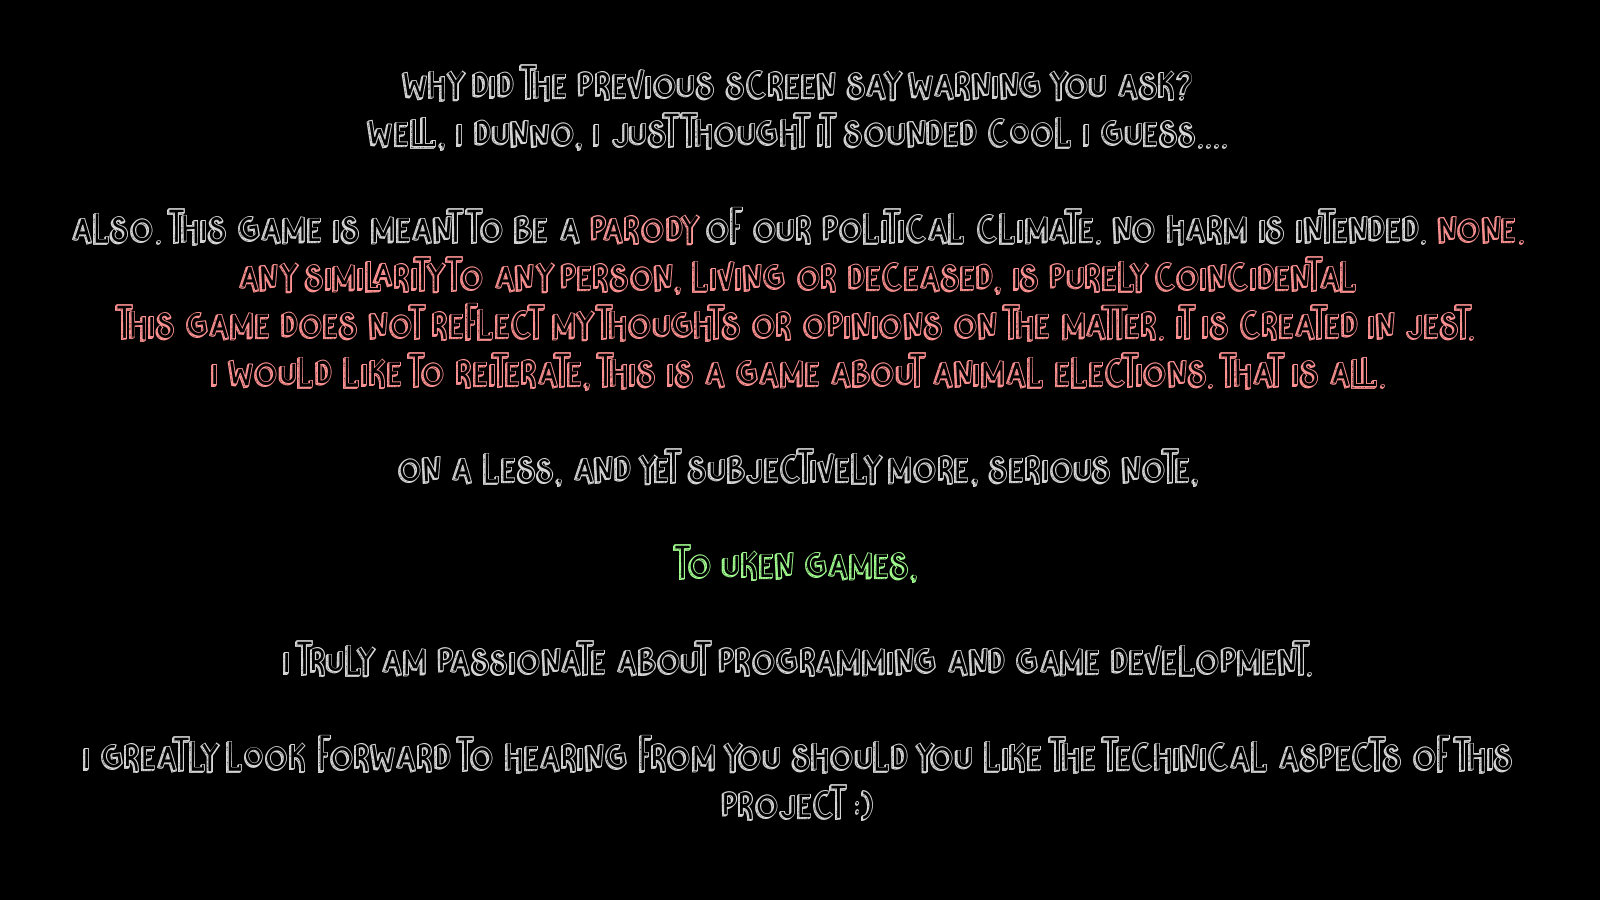 WHY DID THE PREVIOUS SCREEN SAY WARNING YOU ASK?
WELL, I DUNNO, I JUST THOUGHT IT SOUNDED COOL I GUESS....
ALSO. THIS GAME IS MEANT TO BE A PARODY OF OUR POLITICAL CLIMATE. NO HARM IS INTENDED. NONE.
ANY SIMILARITY TO ANY PERSON, LIVING OR DECEASED, IS PURELY COINCIDENTAL
THIS GAME DOES NOT REFLECT MY THOUGHTS OR OPINIONS ON THE MATTER. IT IS CREATED IN JEST.
I WOULD LIKE TO REITERATE, THIS IS A GAME ABOUT ANIMAL ELECTIONS. THAT IS ALL.
ON A LESS, AND YET SUBJECTIVELY MORE, SERIOUS NOTE,
TO UKEN GAMES,
I TRULY AM PASSIONATE ABOUT PROGRAMMING AND GAME DEVELOPMENT.
I GREATLY LOOK FORWARD TO HEARING FROM YOU SHOULD YOU LIKE THE TECHINICAL ASPECTS OF THIS
PROJECT :)